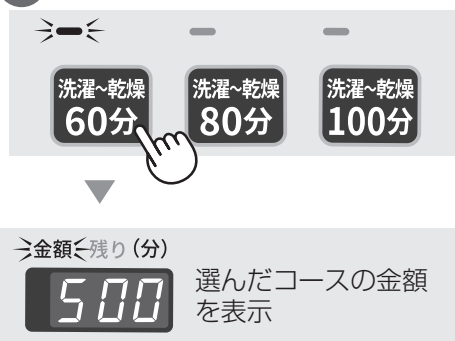 洗濯~乾燥
60分
洗濯~乾燥
80分
洗濯~乾燥
100分
金額 残り(分)
500
選んだコースの金額
を表示